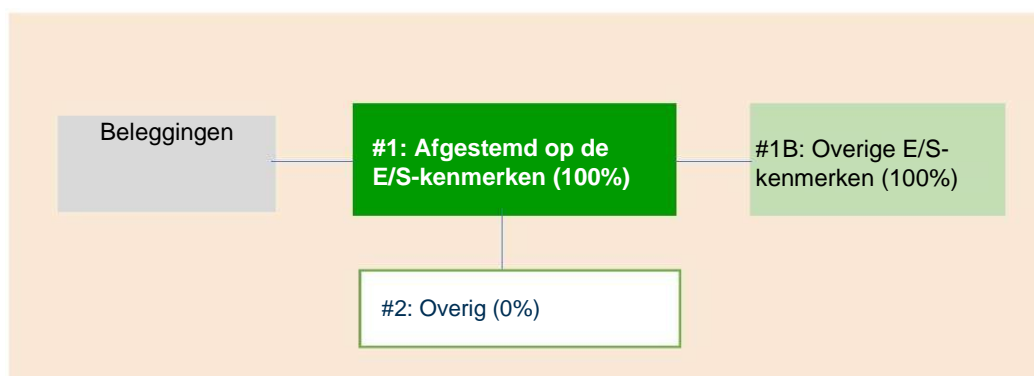 Beleggingen
#1: Afgestemd op de
E/S-kenmerken (100%)
#1B: Overige E/S-
kenmerken (100%)
#2: Overig (0%)